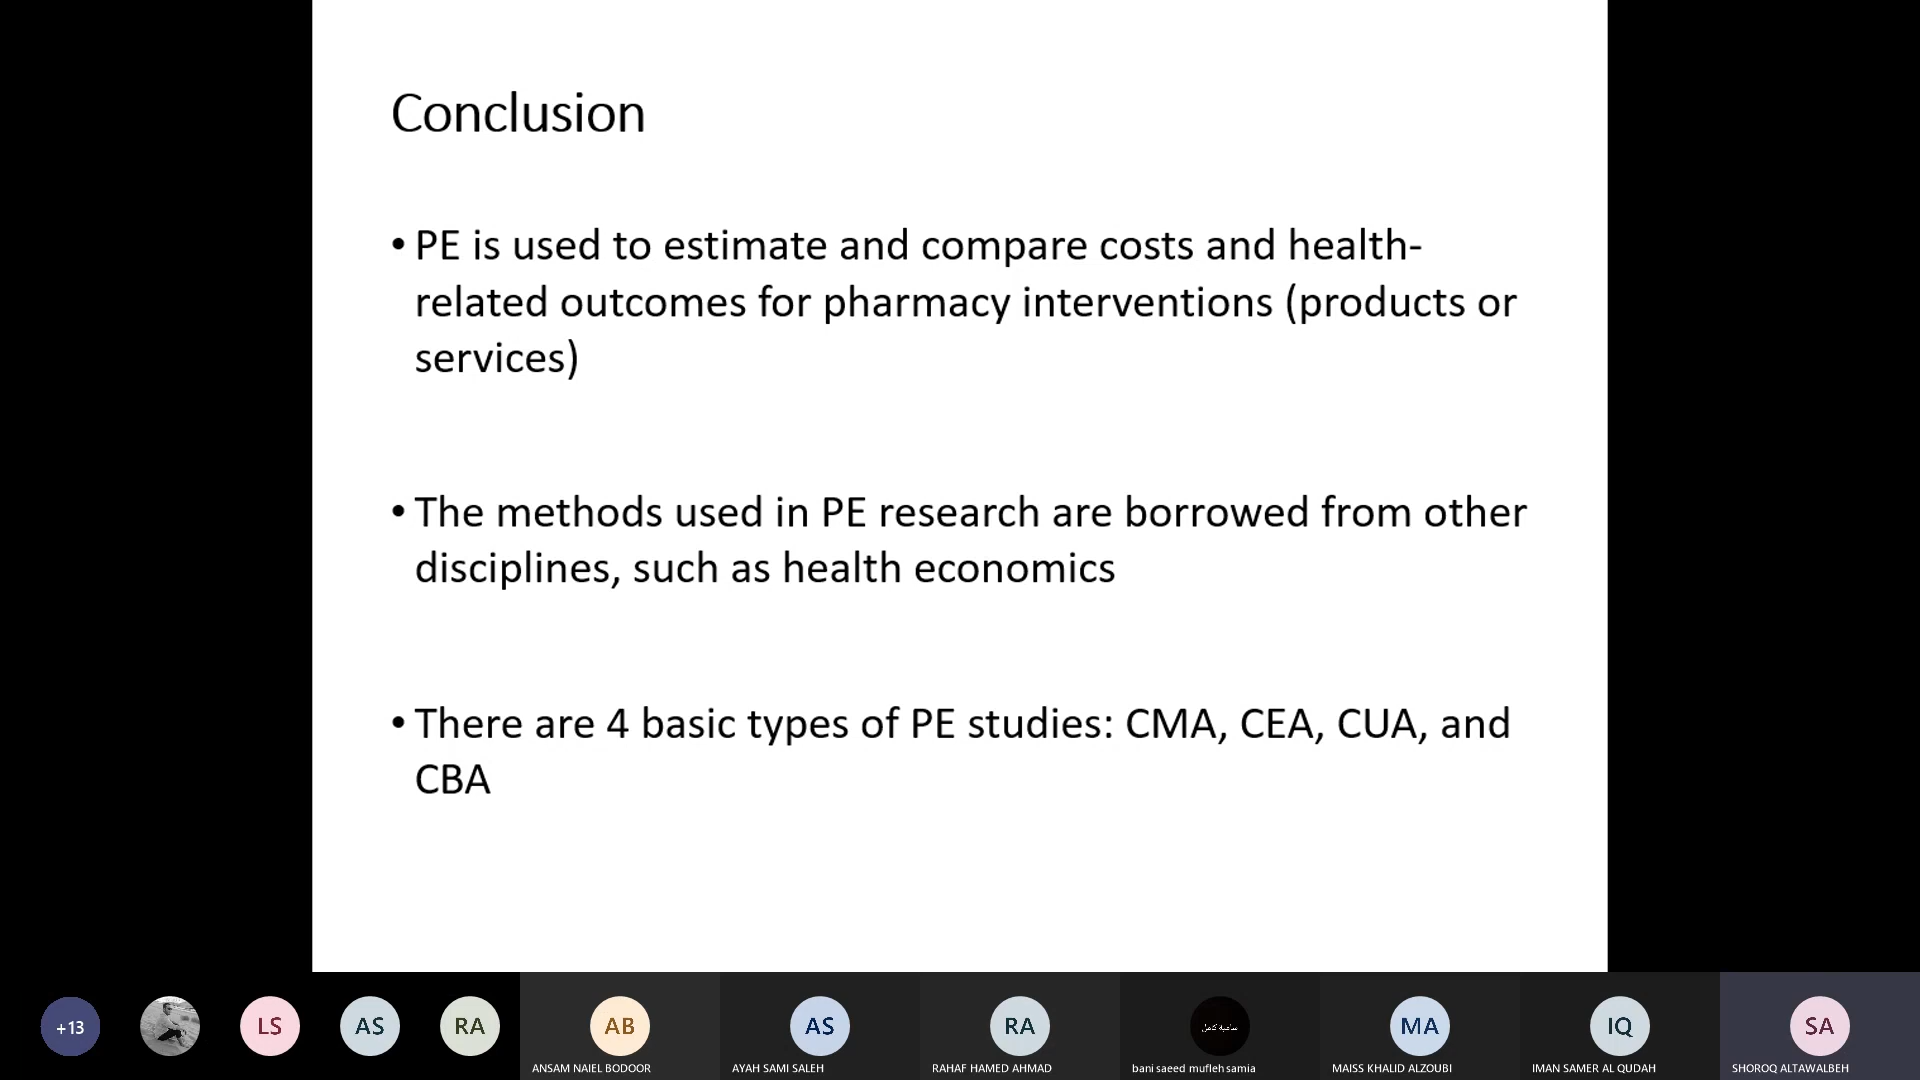 Conclusion
• PE is used to estimate and compare costs and health-
related outcomes for pharmacy interventions (products or
services)
• The methods used in PE research are borrowed from other
disciplines, such as health economics
• There are 4 basic types of PE studies: CMA, CEA, CUA, and
CBA
+13
LS
AS
RA
AB
AS
RA
MA
IQ
SA
ANSAM NAIEL BODOOR
AYAH SAMI SALEH
RAHAF HAMED AHMAD
bani saeed mufleh samia
MAISS KHALID ALZOUBI
IMAN SAMER AL QUDAH
SHOROQ ALTAWALBEH